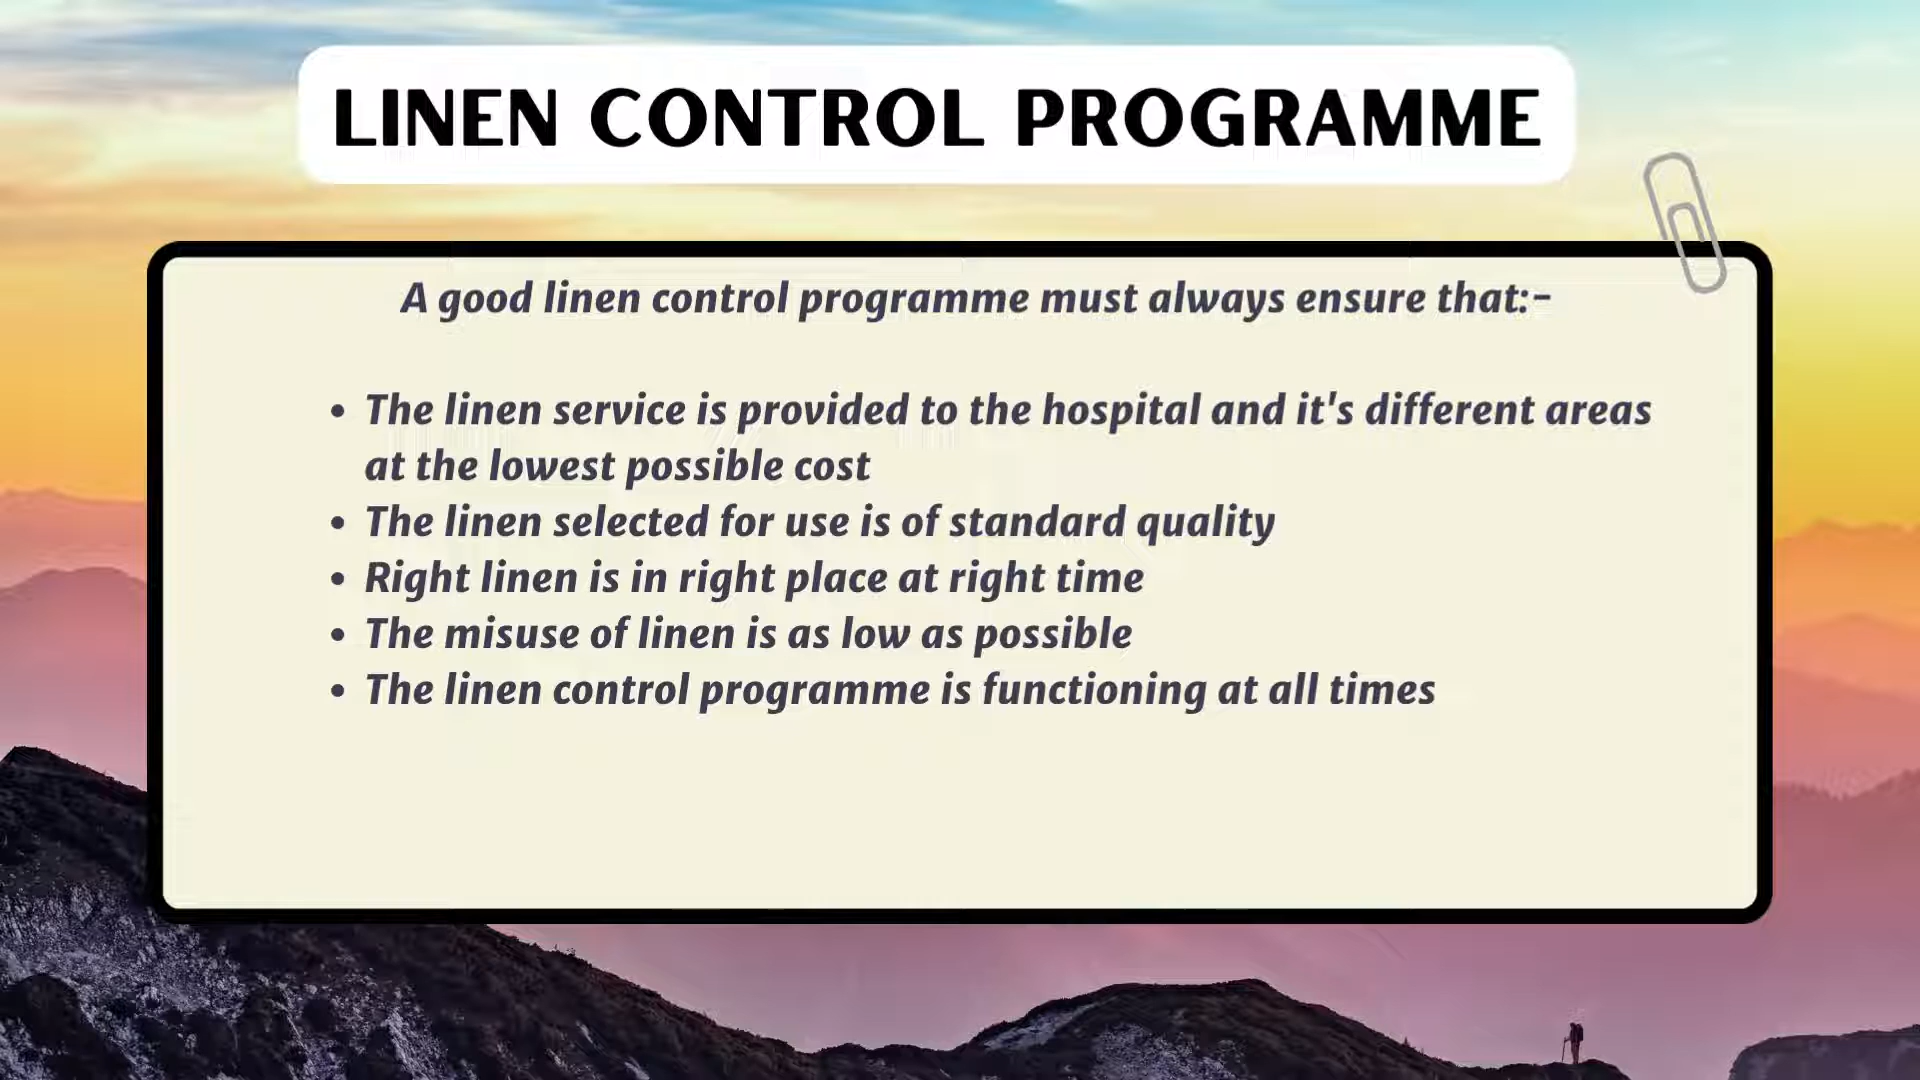 LINEN CONTROL PROGRAMME
A good linen control programme must always ensure that:-
• The linen service is provided to the hospital and it's different areas
at the lowest possible cost
• The linen selected for use is of standard quality
• Right linen is in right place at right time
• The misuse of linen is as low as possible
• The linen control programme is functioning at all times